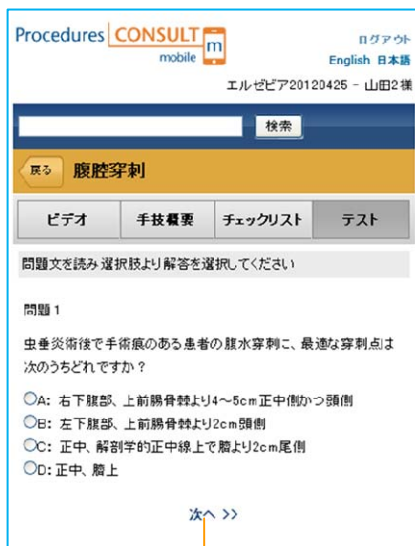 Procedures CONSULT m
mobile
ログアウト
English 日本語
エルゼビア20120425 - 山田2様
検索
戻る 腹腔穿刺
ビデオ 手技概要 チェックリスト テスト
問題文を読み選択肢より解答を選択してください
問題 1
虫垂炎術後で手術痕のある患者の腹水穿刺に、最適な穿刺点は
次のうちどれですか？
A: 右下腹部、上前腸骨棘より4～5cm正中側かつ頭側
B: 左下腹部、上前腸骨棘より2cm頭側
C: 正中、解剖学的正中線上で臍より2cm尾側
D: 正中、臍上
次へ >>